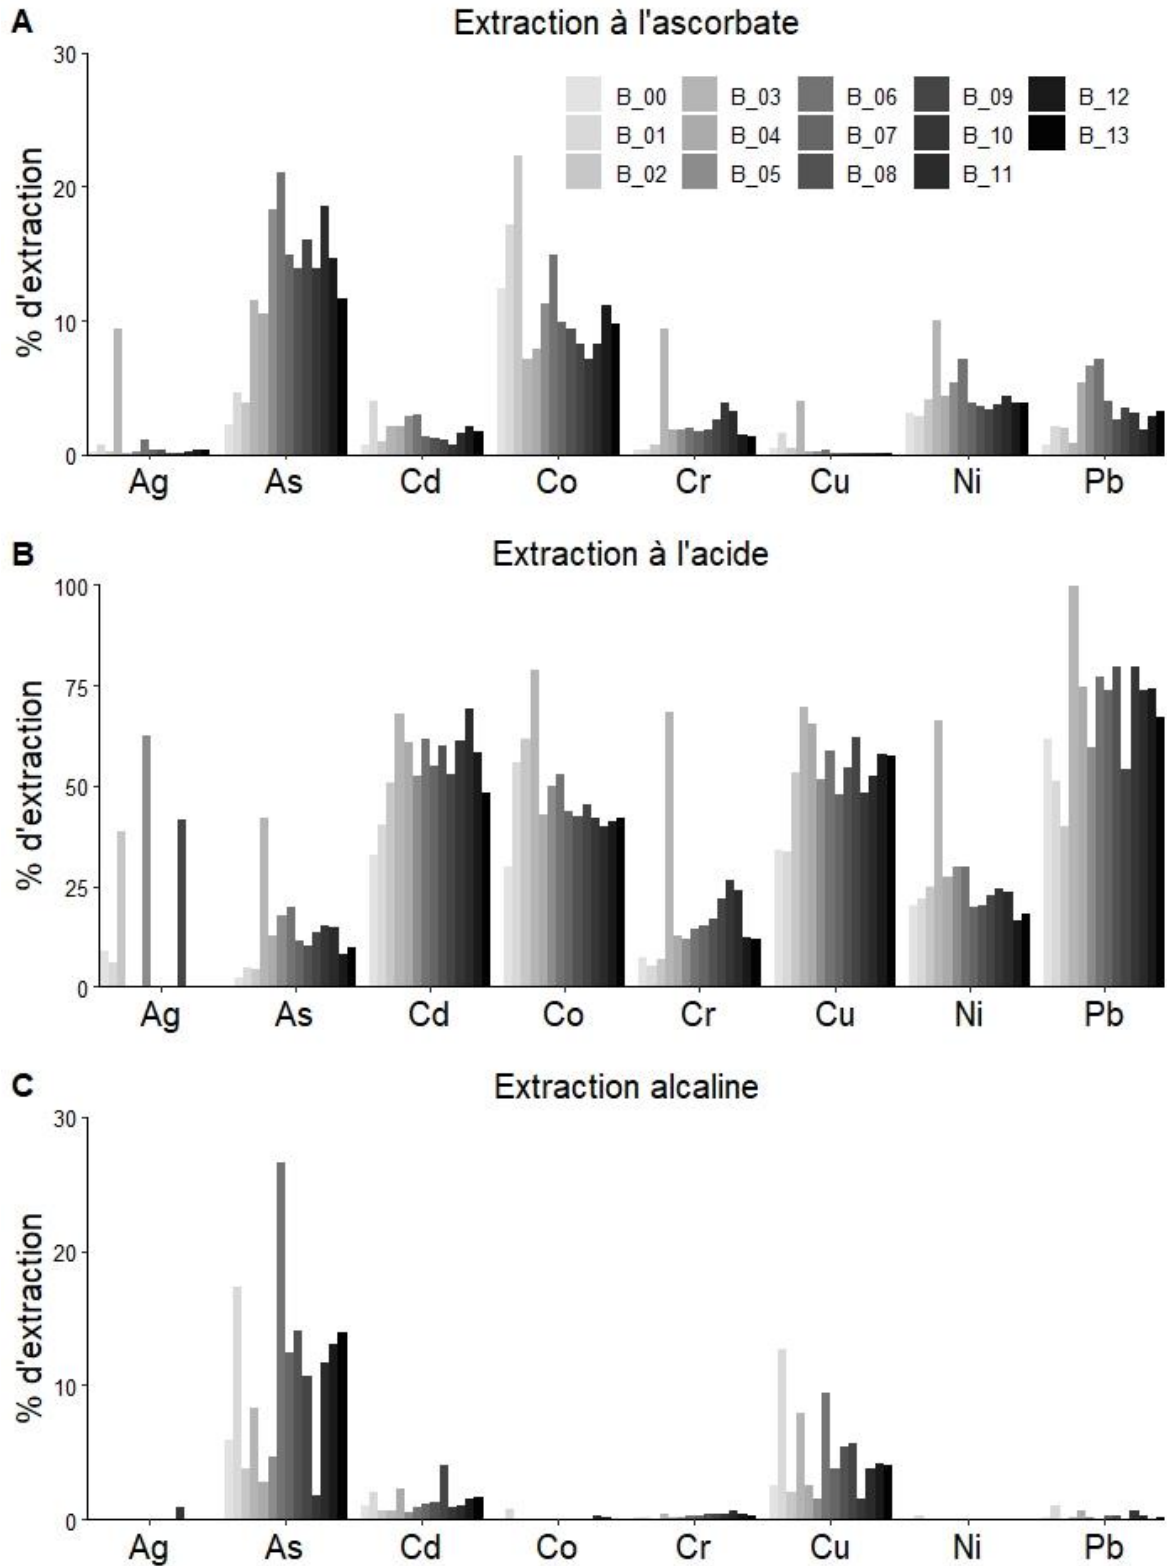 A
Extraction à l'ascorbate
30
20
10
0
% d'extraction
B_00 B_03 B_06 B_09 B_12
B_01 B_04 B_07 B_10 B_13
B_02 B_05 B_08 B_11
Ag As Cd Co Cr Cu Ni Pb
B
Extraction à l'acide
100
75
50
25
0
% d'extraction
Ag As Cd Co Cr Cu Ni Pb
C
Extraction alcaline
30
20
10
0
% d'extraction
Ag As Cd Co Cr Cu Ni Pb